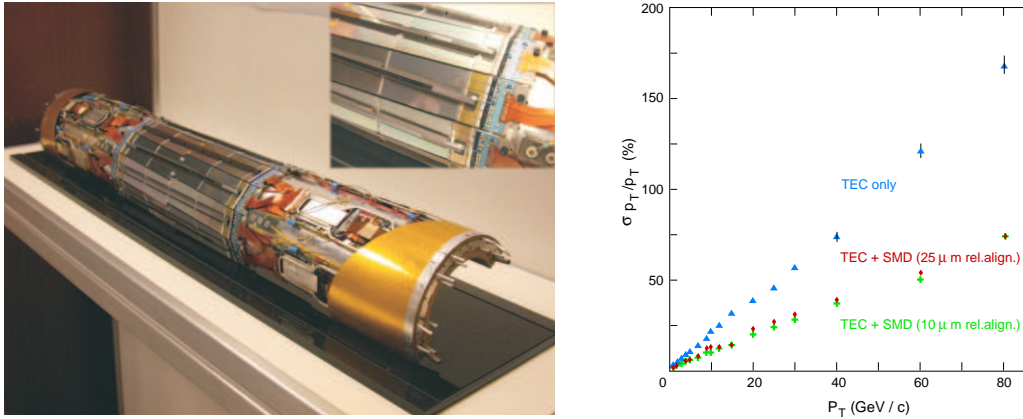 200
150
100
50
0
20
40
60
80
σ p_T/p_T (%)
TEC only
TEC + SMD (25 μ m rel.align.)
TEC + SMD (10 μ m rel.align.)
P_T (GeV / c)